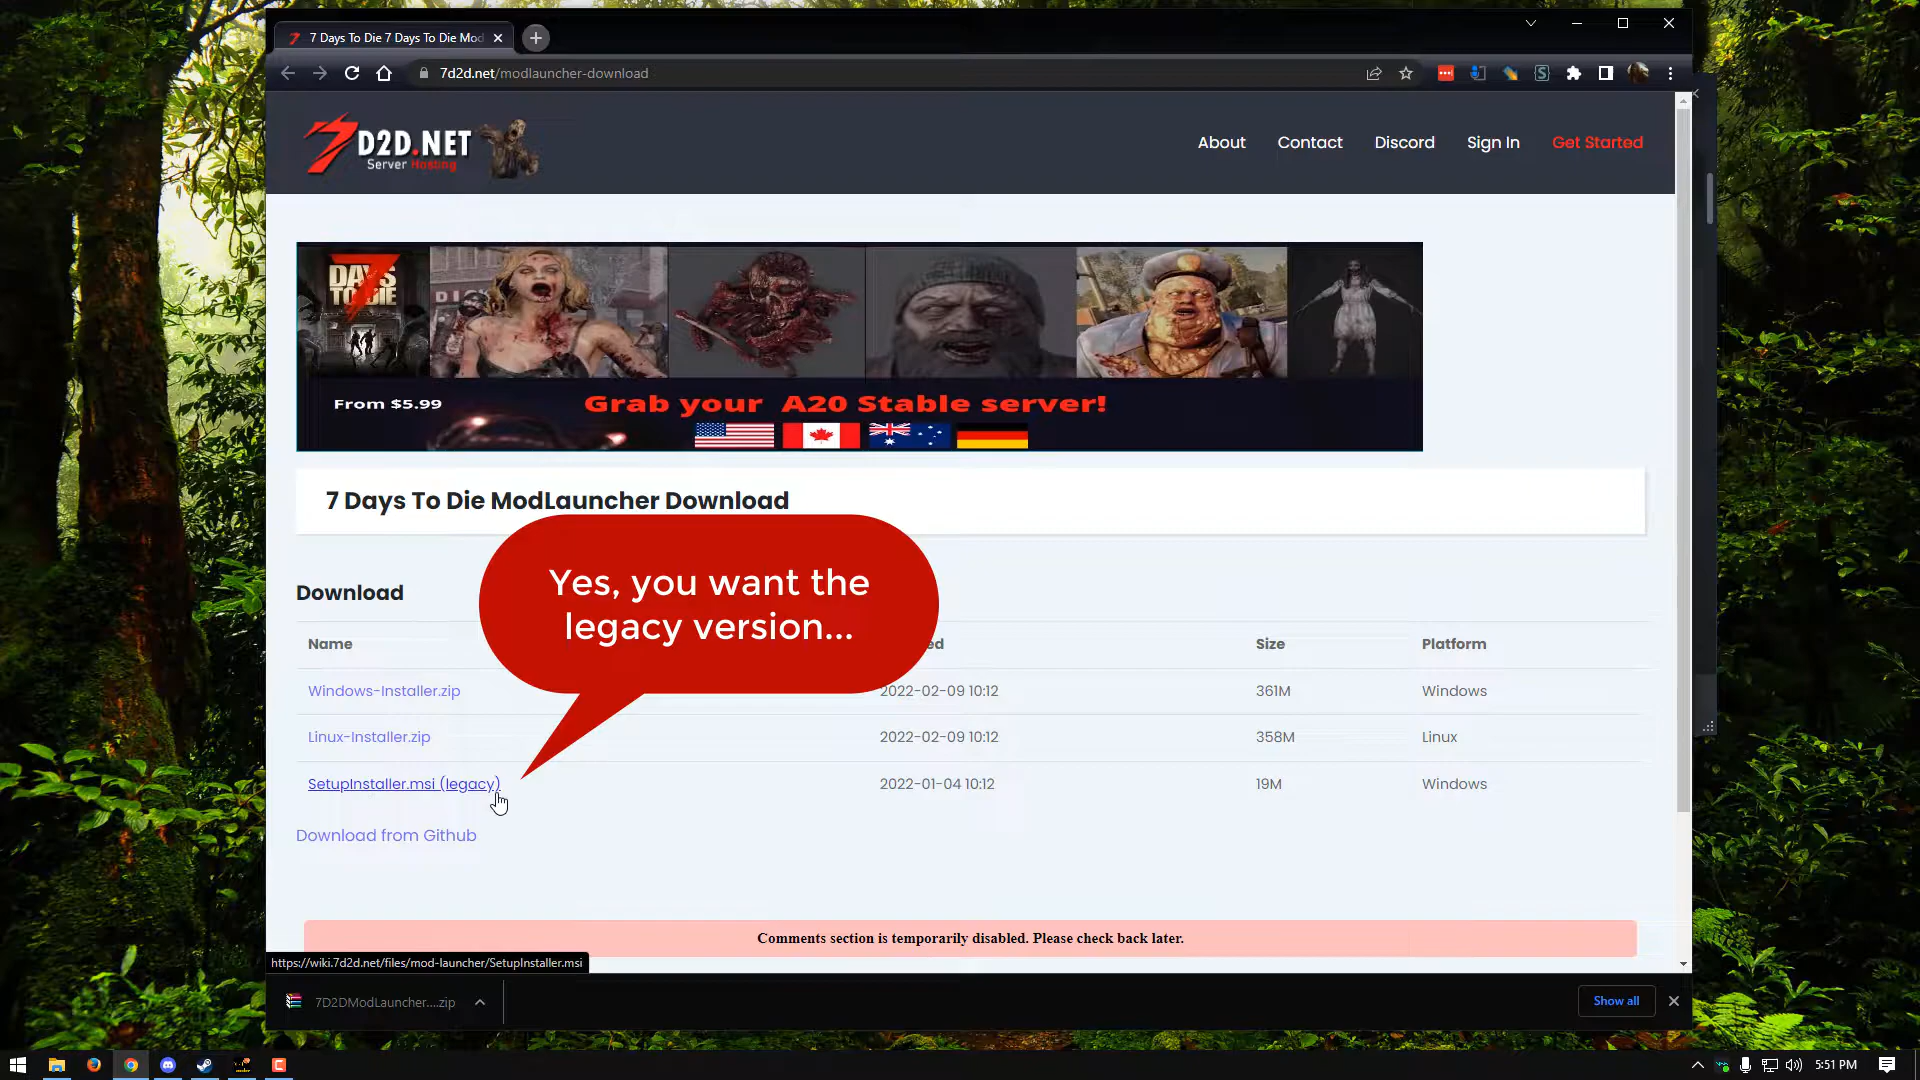 7 Days To Die 7 Days To Die Mod
7d2d.net/modlauncher-download
7D2D.NET
Server Hosting
About
Contact
Discord
Sign In
Get Started
7 DAYS TO DIE
From $5.99
Grab your A20 Stable server!
7 Days To Die ModLauncher Download
Yes, you want the
legacy version...
Download
Name
Size
Platform
Windows-Installer.zip
2022-02-09 10:12
361M
Windows
Linux-Installer.zip
2022-02-09 10:12
358M
Linux
SetupInstaller.msi (legacy)
2022-01-04 10:12
19M
Windows
Download from Github
Comments section is temporarily disabled. Please check back later.
https://wiki.7d2d.net/files/mod-launcher/SetupInstaller.msi
7D2DModLauncher....zip
Show all
5:51 PM